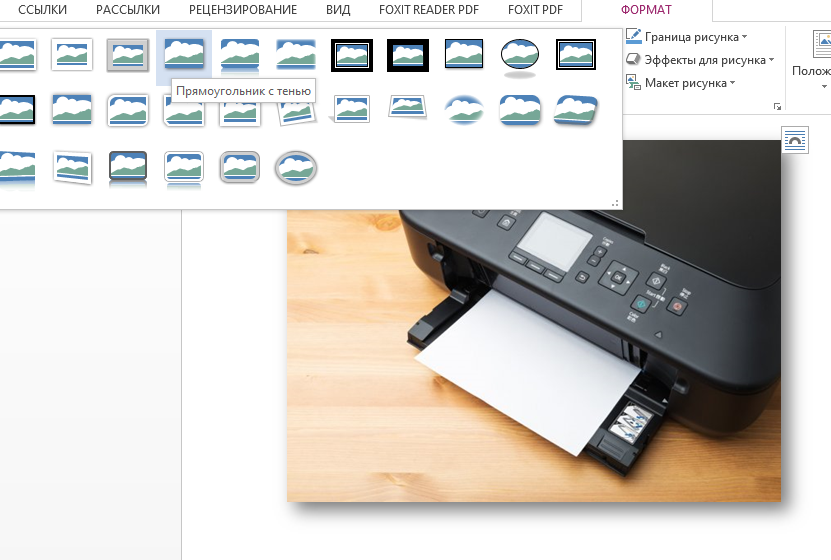 ССЫЛКИ РАССЫЛКИ РЕЦЕНЗИРОВАНИЕ ВИД FOXIT READER PDF FOXIT PDF ФОРМАТ
Граница рисунка
Эффекты для рисунка
Макет рисунка
Полож
Прямоугольник с тенью
OK